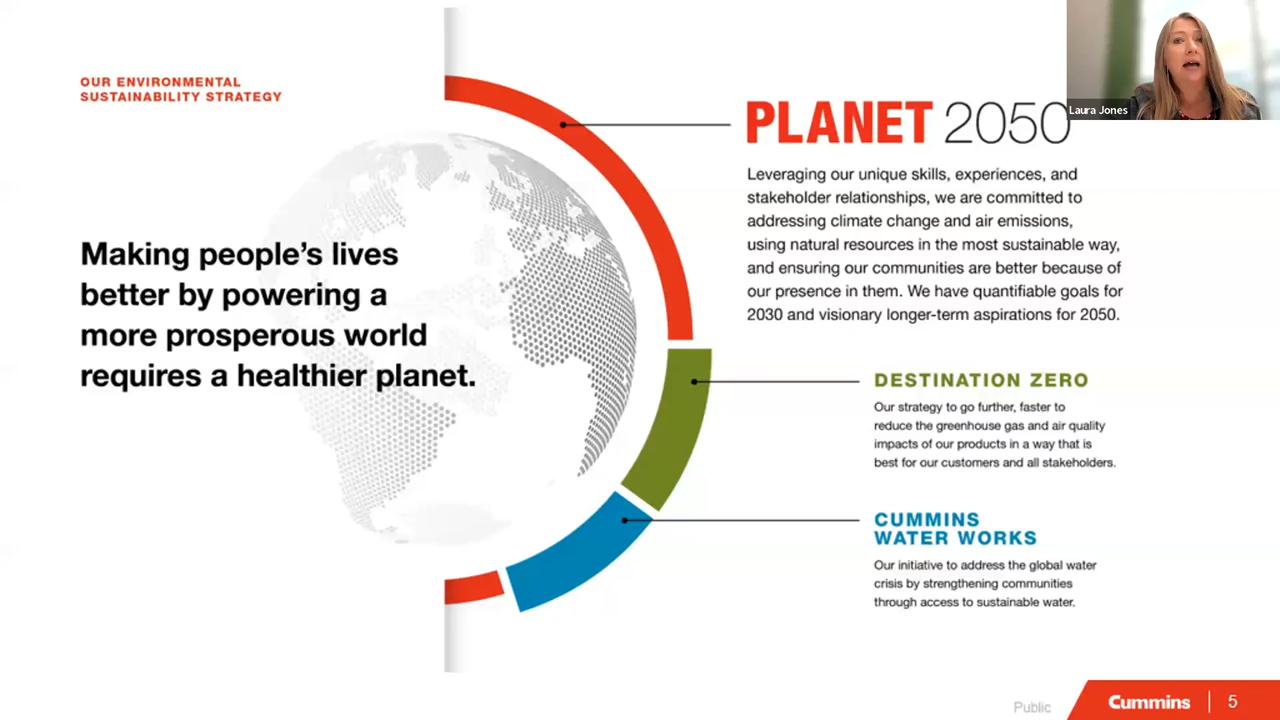 OUR ENVIRONMENTAL
SUSTAINABILITY STRATEGY
Making people's lives
better by powering a
more prosperous world
requires a healthier planet.
PLANET 2050
Leveraging our unique skills, experiences, and
stakeholder relationships, we are committed to
addressing climate change and air emissions,
using natural resources in the most sustainable way,
and ensuring our communities are better because of
our presence in them. We have quantifiable goals for
2030 and visionary longer-term aspirations for 2050.
DESTINATION ZERO
Our strategy to go further, faster to
reduce the greenhouse gas and air quality
impacts of our products in a way that is
best for our customers and all stakeholders.
CUMMINS
WATER WORKS
Our initiative to address the global water
crisis by strengthening communities
through access to sustainable water.
Laura Jones
Public
Cummins | 5